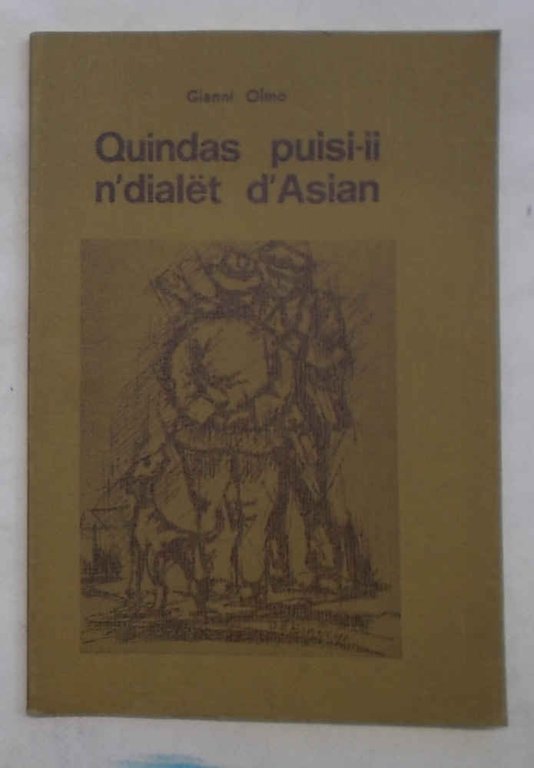 Gianni Olmo
Quindas puisi-ii
n'dialët d'Asian